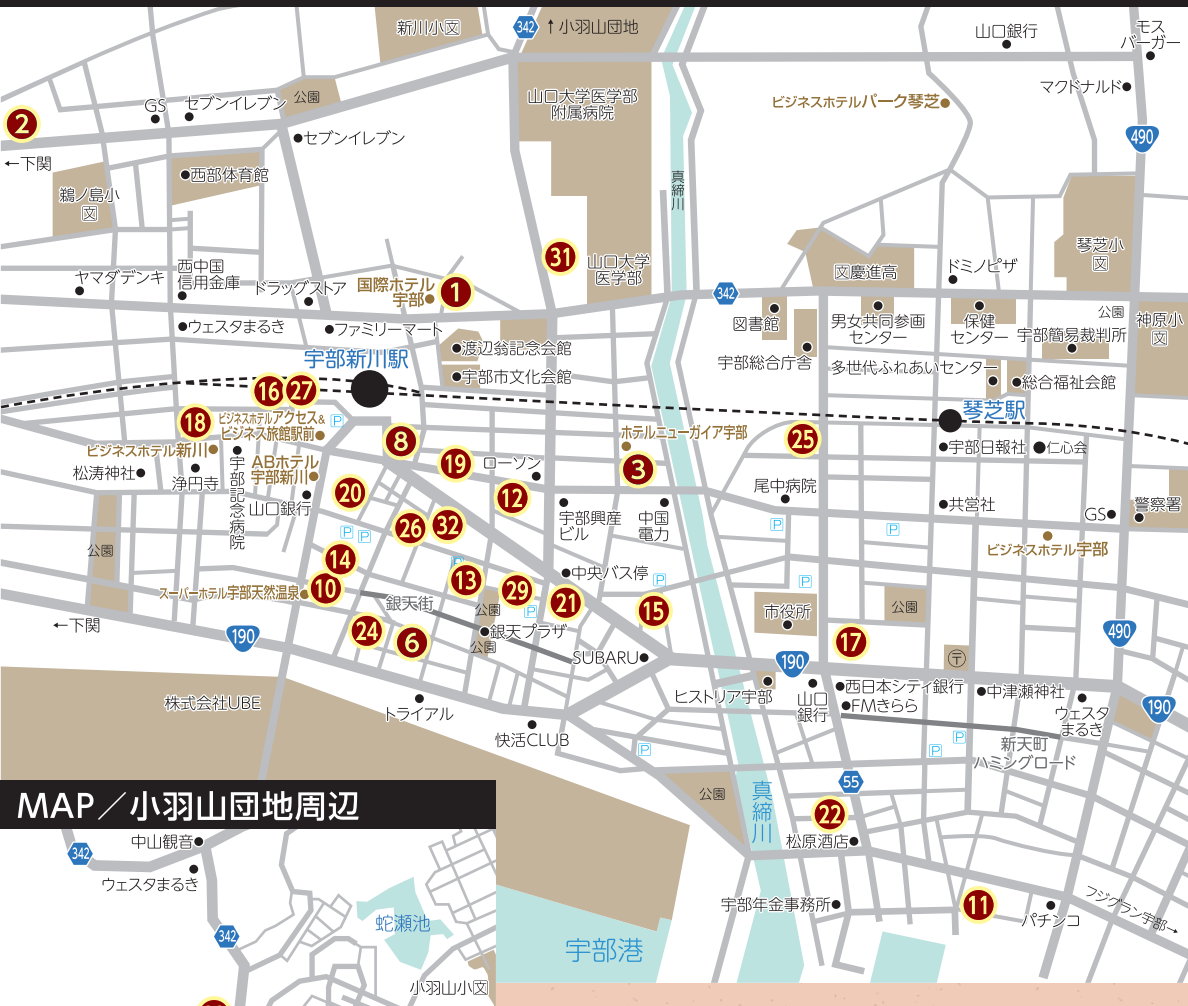 新川小
文
342
↑小羽山団地
山口銀行
モス
バーガー
GS
セブンイレブン
公園
山口大学医学部
附属病院
ビジネスホテルパーク琴芝
マクドナルド
2
セブンイレブン
490
←下関
西部体育館
真締川
鵜ノ島小
文
31
山口大学
医学部
琴芝小
文
文慶進高
ドミノピザ
ヤマダデンキ
西中国
信用金庫
ドラッグストア
国際ホテル
宇部
1
342
図書館
男女共同参画
センター
保健
センター
公園
宇部簡易裁判所
神原小
文
ウェスタまるき
ファミリーマート
渡辺翁記念会館
宇部新川駅
宇部市文化会館
宇部総合庁舎
多世代ふれあいセンター
総合福祉会館
16
27
琴芝駅
18
ビジネスホテルアクセス&
ビジネス旅館駅前
P
ビジネスホテル新川
8
ホテルニューガイア宇部
25
宇部日報社
仁心会
松涛神社
浄円寺
宇部記念病院
ABホテル
宇部新川
19
ローソン
3
山口銀行
20
12
尾中病院
共営社
GS
警察署
26
32
宇部興産
ビル
中国
電力
P
P
P
P
公園
14
ビジネスホテル宇部
P
スーパーホテル宇部天然温泉
10
13
29
中央バス停
P
P
銀天街
公園
P
21
15
市役所
公園
←下関
190
24
6
銀天プラザ
公園
17
490
SUBARU
〒
190
ヒストリア宇部
山口
銀行
西日本シティ銀行
FMきらら
中津瀬神社
ウェスタ
まるき
190
株式会社UBE
トライアル
快活CLUB
P
P
P
新天町
ハミングロード
55
MAP/小羽山団地周辺
公園
真締川
22
松原酒店
342
中山観音
ウェスタまるき
342
蛇瀬池
小羽山小
文
宇部港
宇部年金事務所
11
パチンコ
フジグラン宇部→